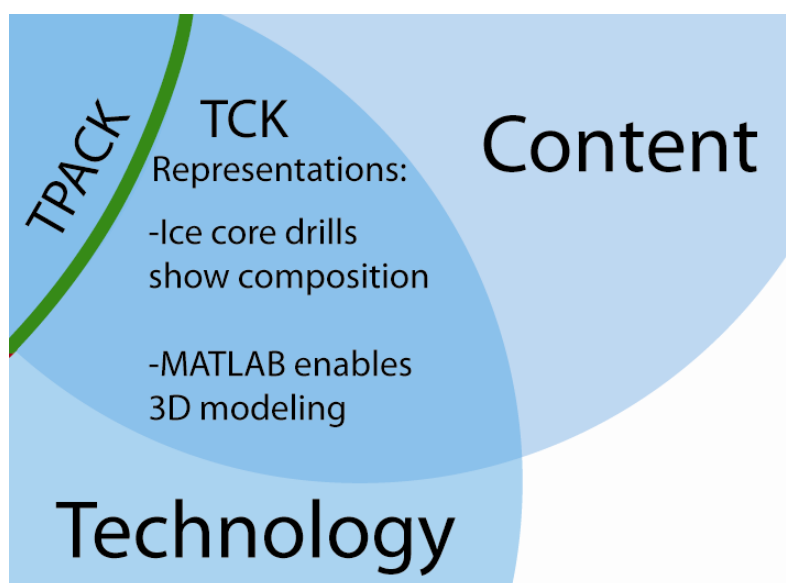 TPACK
TCK
Representations:
-Ice core drills
show composition
-MATLAB enables
3D modeling
Content
Technology